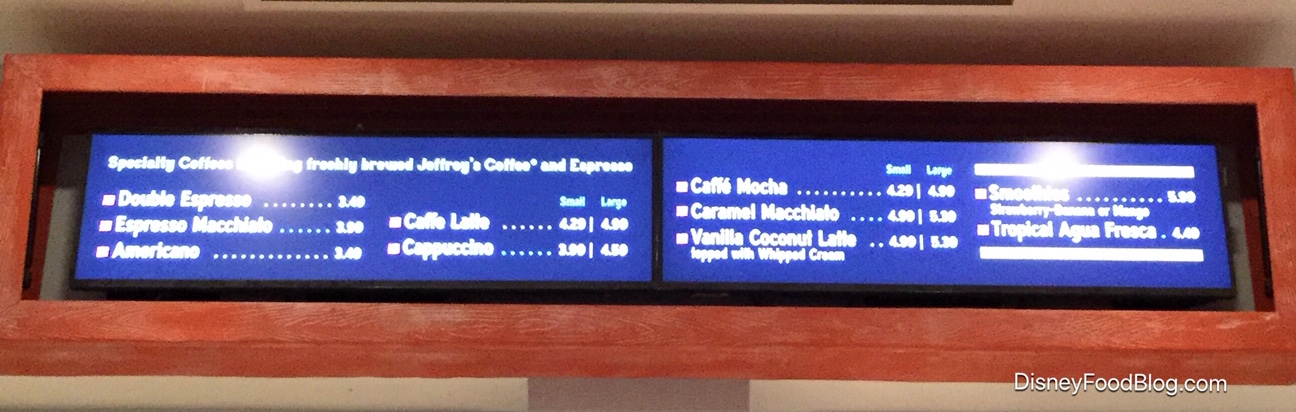 Specialty Coffees freshly brewed Joffrey's Coffee® and Espresso
Double Espresso ........ 3.49
Espresso Macchiato ...... 3.99
Americano ............. 3.49
Small Large
Caffe Latte ...... 4.29 | 4.99
Cappuccino ....... 3.99 | 4.59
Small Large
Caffé Mocha .......... 4.29 | 4.99
Caramel Macchiato .... 4.99 | 5.39
Vanilla Coconut Latte .. 4.99 | 5.39
topped with Whipped Cream
Smoothies ............ 5.99
Strawberry-Banana or Mango
Tropical Agua Fresca . 4.49
DisneyFoodBlog.com